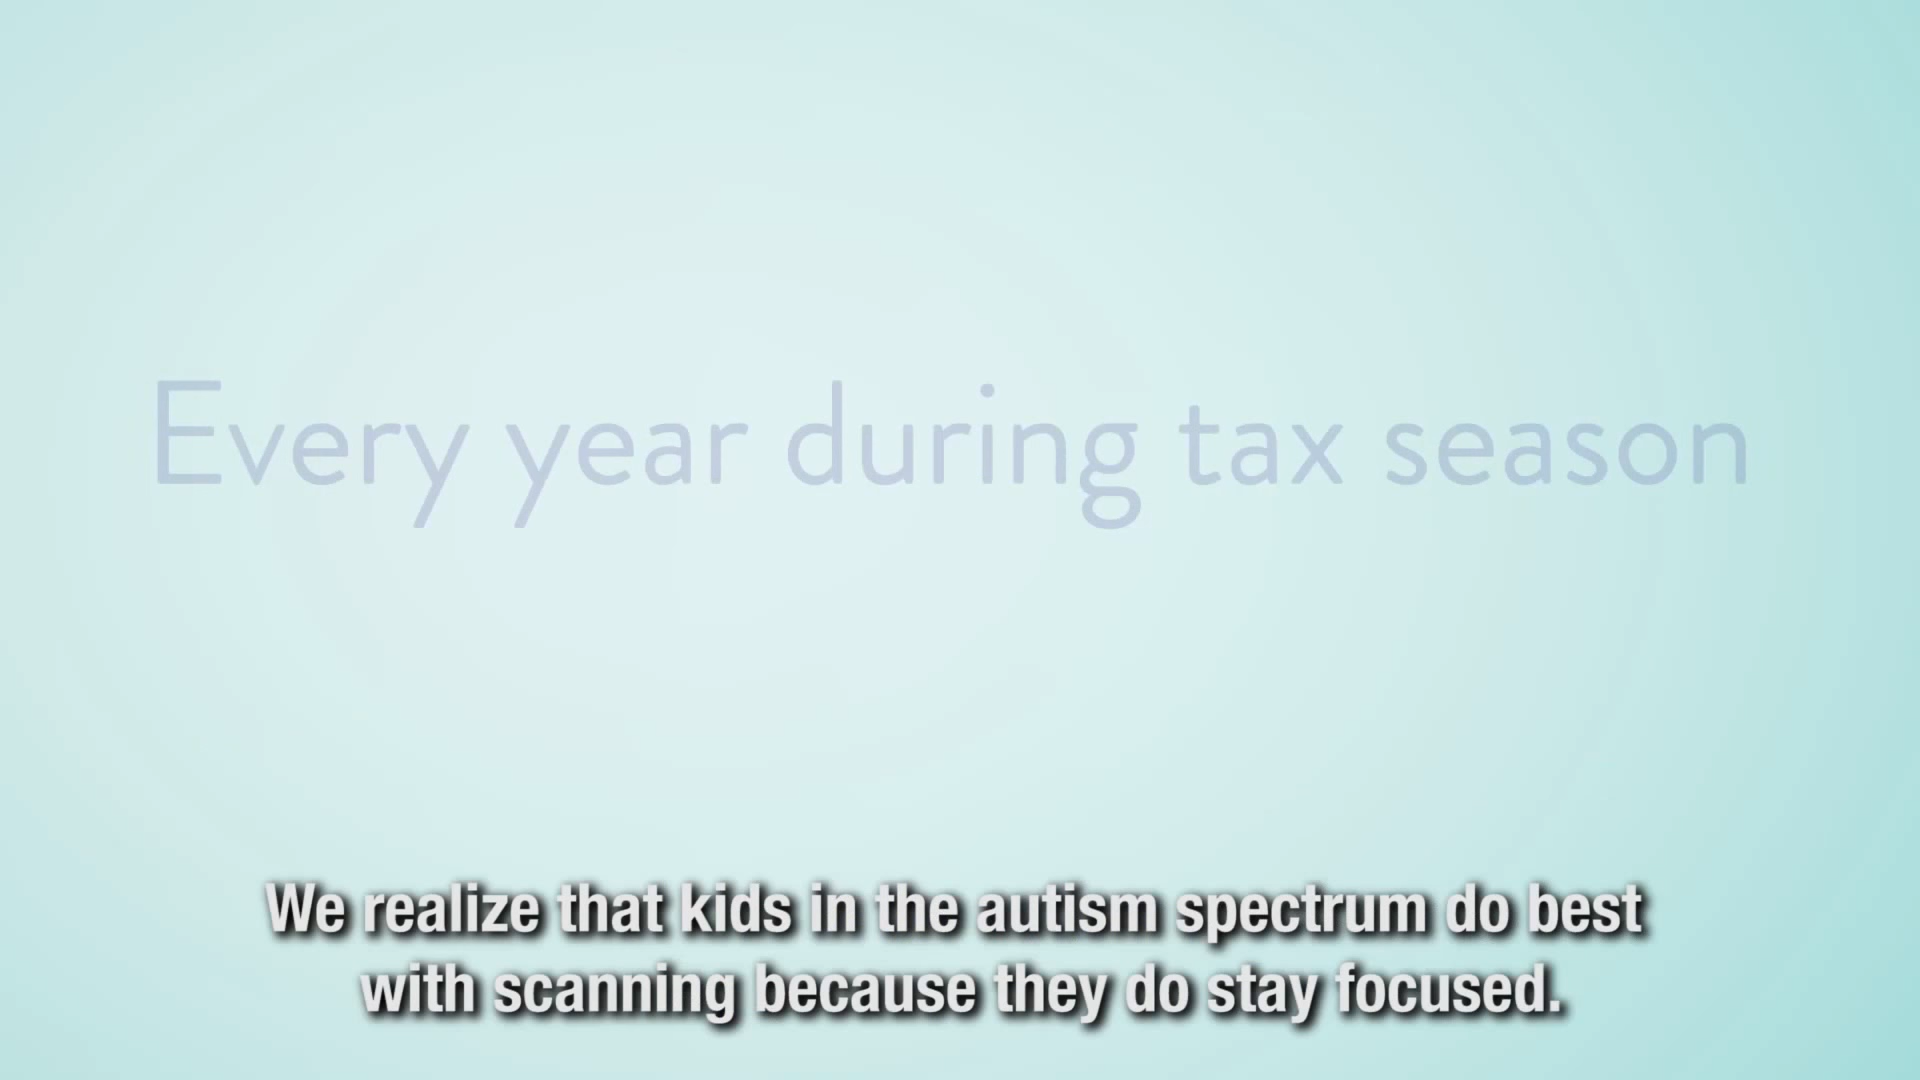 Every year during tax season
We realize that kids in the autism spectrum do best
with scanning because they do stay focused.